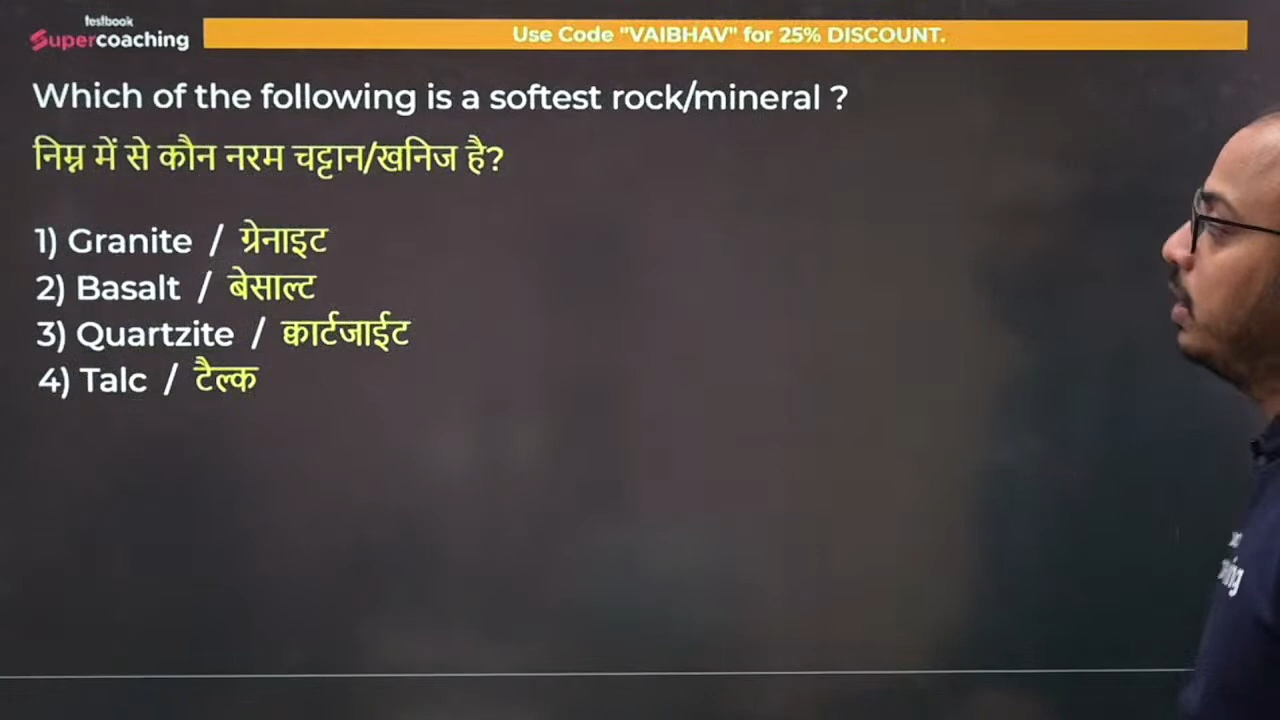 testbook
Supercoaching
Use Code "VAIBHAV" for 25% DISCOUNT.
Which of the following is a softest rock/mineral ?
निम्न में से कौन नरम चट्टान/खनिज है?
1) Granite / ग्रेनाइट
2) Basalt / बेसाल्ट
3) Quartzite / क्वार्टजाईट
4) Talc / टैल्क